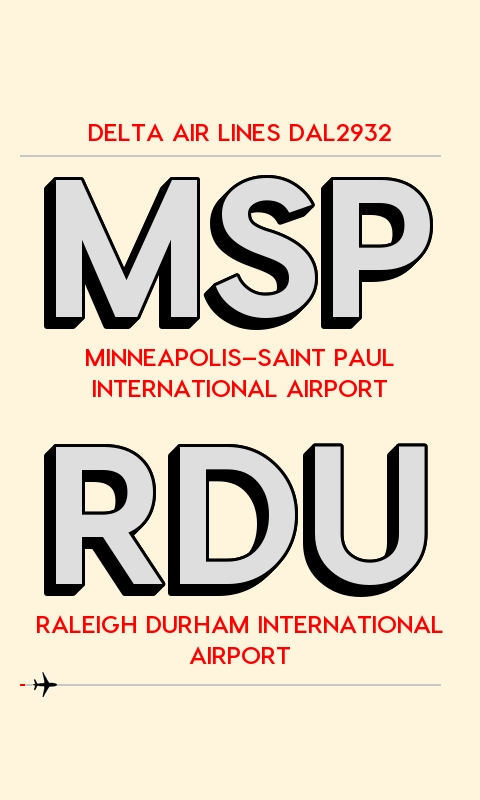 DELTA AIR LINES DAL2932
MSP
MINNEAPOLIS–SAINT PAUL
INTERNATIONAL AIRPORT
RDU
RALEIGH DURHAM INTERNATIONAL
AIRPORT